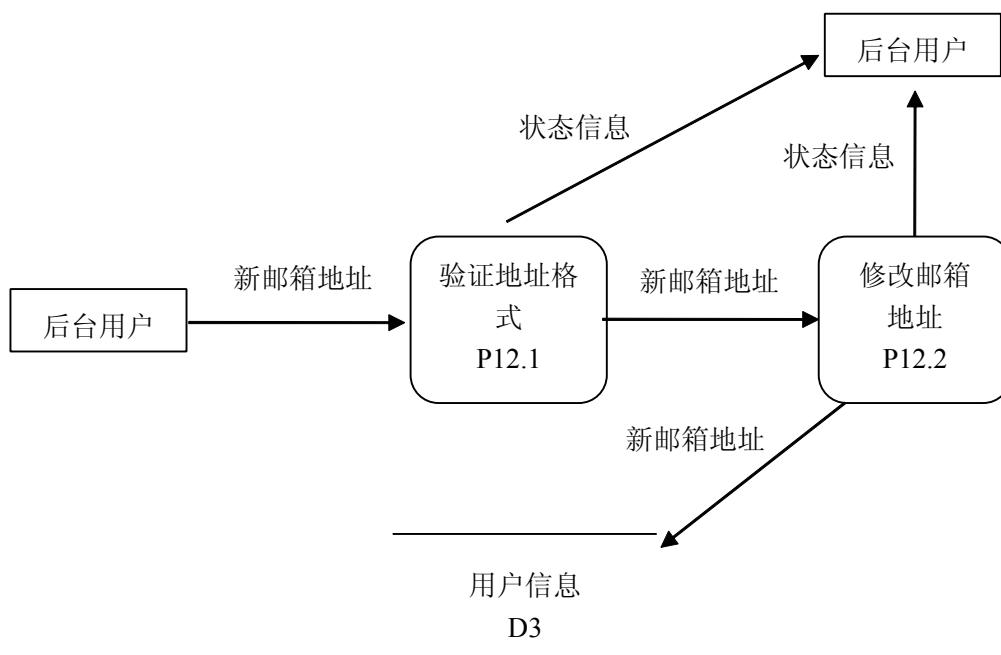 后台用户
状态信息
状态信息
新邮箱地址
验证地址格
式
P12.1
新邮箱地址
修改邮箱
地址
P12.2
后台用户
新邮箱地址
用户信息
D3